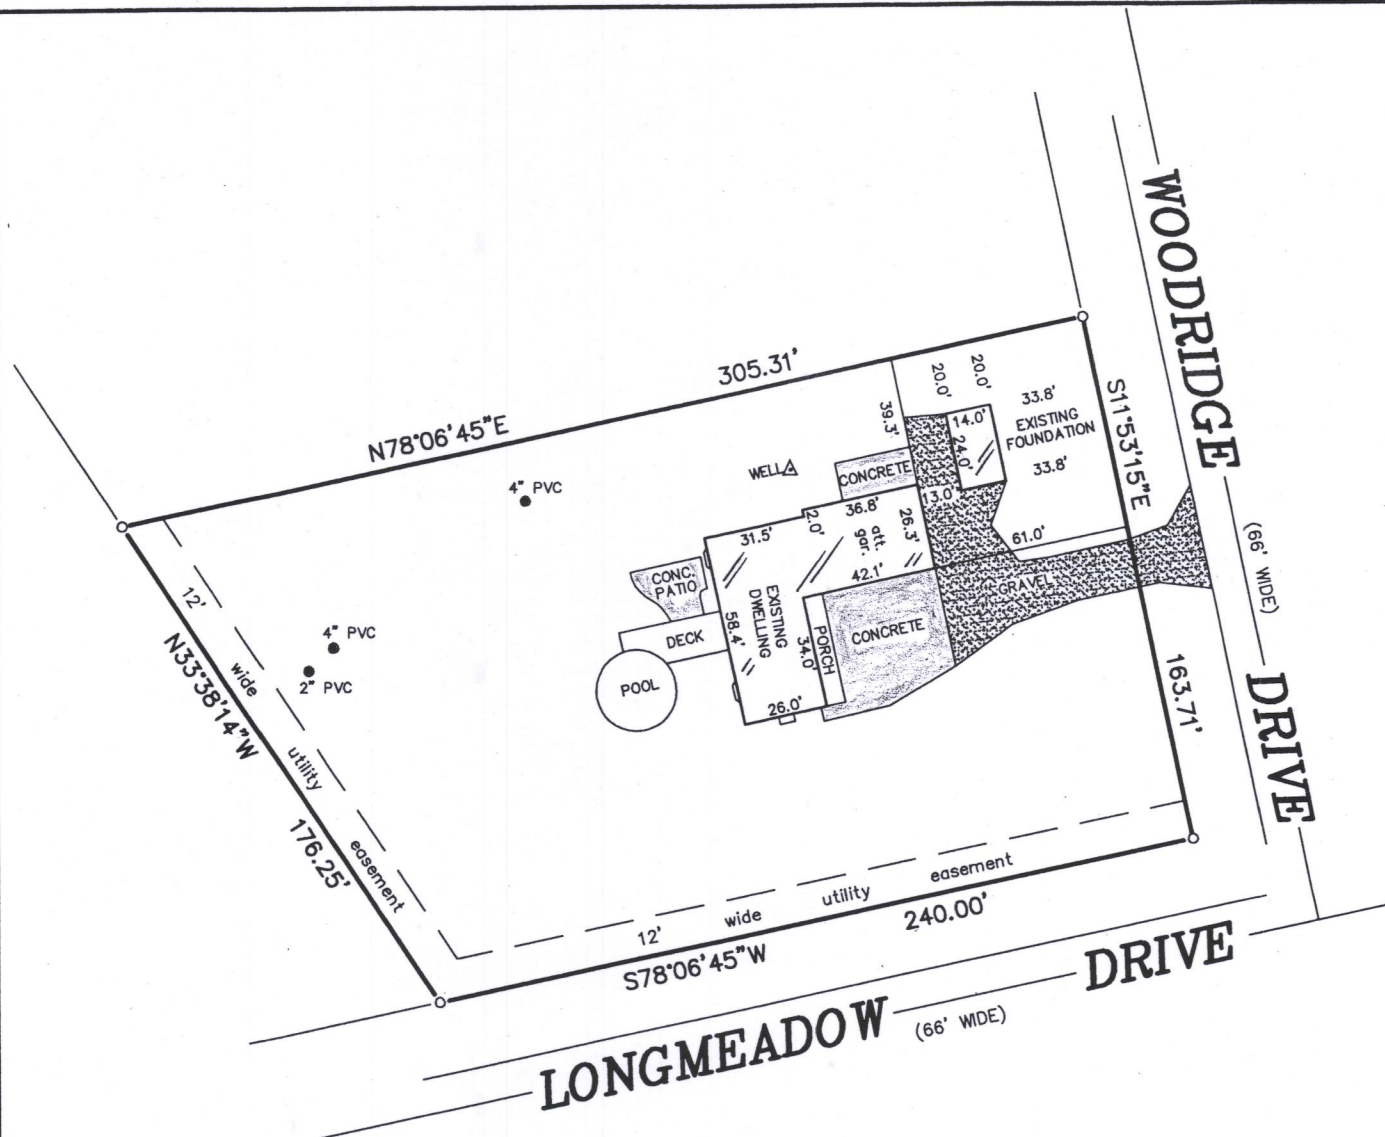 WOODRIDGE
(66' WIDE)
DRIVE
305.31'
N78°06'45"E
20.0'
20.0'
33.8'
EXISTING
FOUNDATION
33.8'
S11°53'15"E
163.71'
39.3'
14.0'
24.0'
WELL
CONCRETE
13.0'
4" PVC
36.8'
2.0'
31.5'
att.
gar.
26.3'
42.1'
61.0'
GRAVEL
CONC.
PATIO
EXISTING
DWELLING
58.4'
DECK
34.0'
PORCH
CONCRETE
POOL
26.0'
12'
wide
utility
easement
4" PVC
2" PVC
N33°38'14"W
176.25'
12' wide utility easement
S78°06'45"W
240.00'
LONGMEADOW
(66' WIDE)
DRIVE